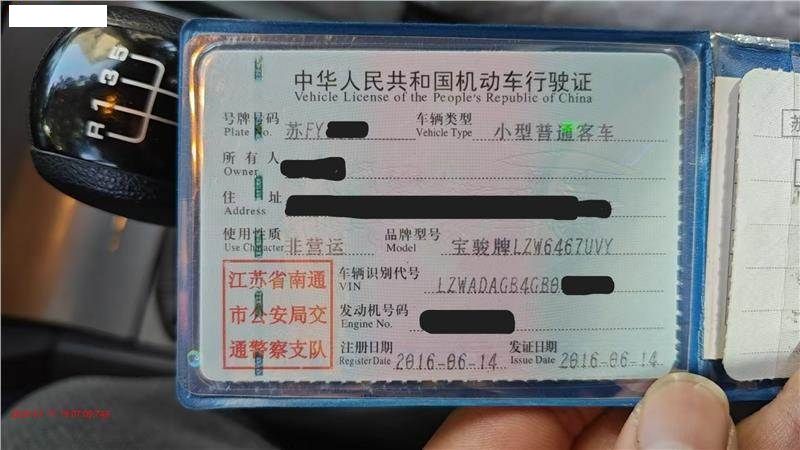 1 3 5
R
中华人民共和国机动车行驶证
Vehicle License of the People's Republic of China
号牌号码 苏FY 车辆类型 小型普通客车
Plate No. Vehicle Type
所有人
Owner
住址
Address
使用性质 非营运 品牌型号 宝骏牌LZW6467UVY
Use Character Model
江苏省南通
市公安局交
通警察支队
车辆识别代号 LZWADAGB4GB8
VIN
发动机号码
Engine No.
注册日期 2016-06-14 发证日期 2016-06-14
Register Date Issue Date